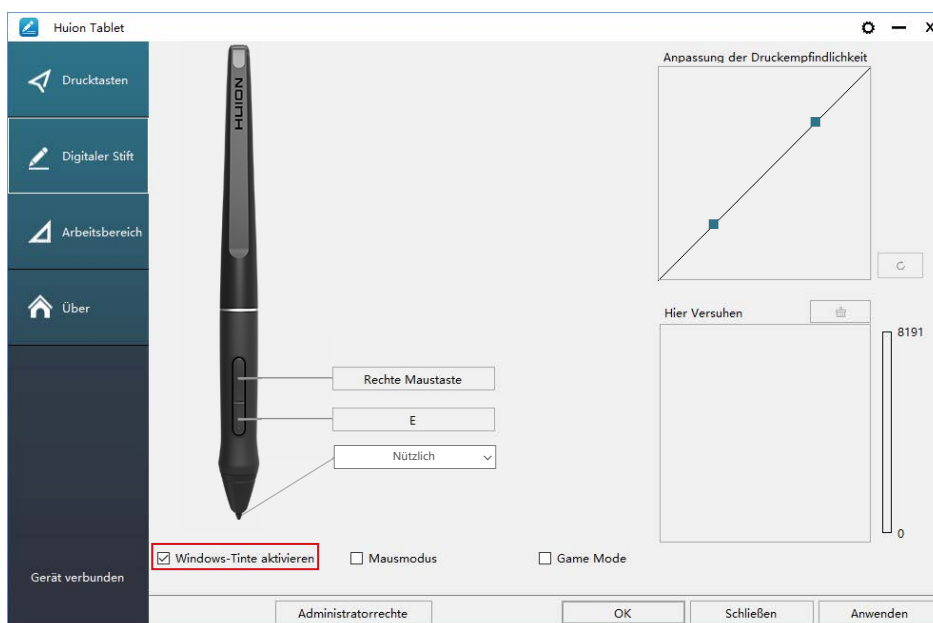 Huion Tablet
X
Drucktasten
Digitaler Stift
Arbeitsbereich
Über
Gerät verbunden
HUION
Rechte Maustaste
E
Nützlich
Windows-Tinte aktivieren
Mausmodus
Game Mode
Anpassung der Druckempfindlichkeit
Hier Versuhen
8191
0
Administratorrechte
OK
Schließen
Anwenden